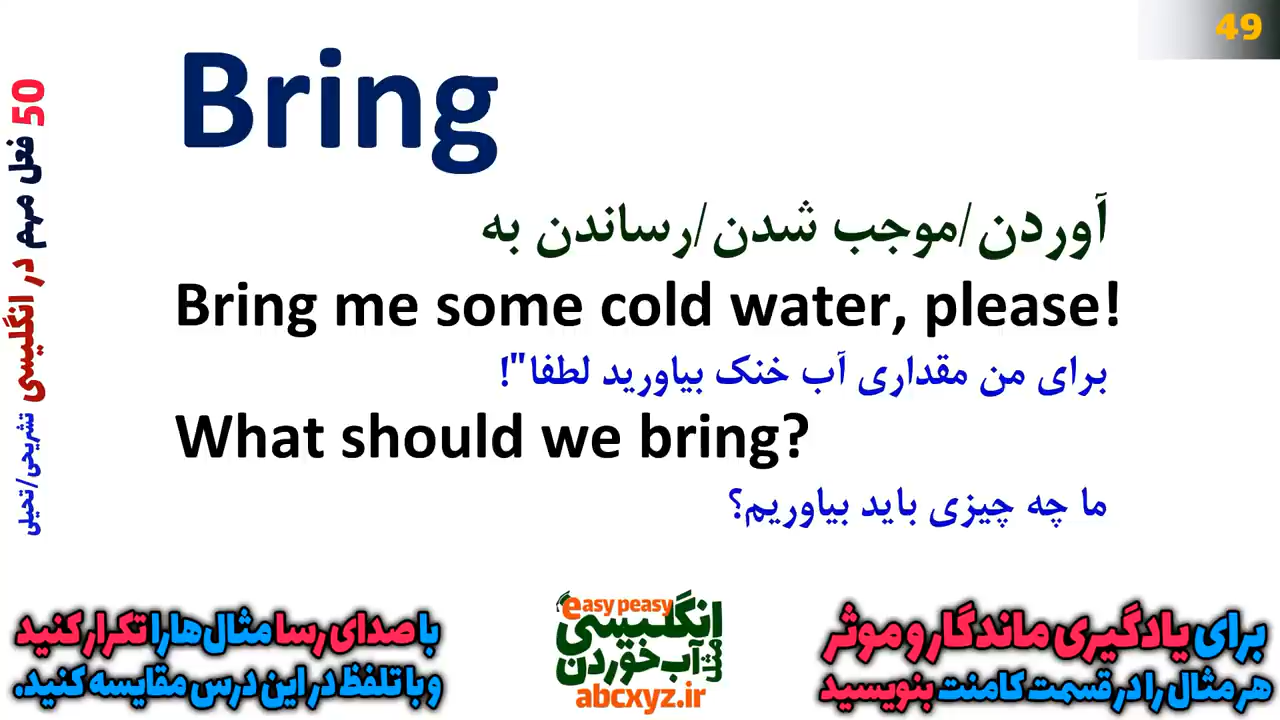 49
Bring
آوردن/موجب شدن/رساندن به
Bring me some cold water, please!
برای من مقداری آب خنک بیاورید لطفا"!
What should we bring?
ما چه چیزی باید بیاوریم؟
50 فعل مهم در انگلیسی تشریحی/تحیلی
برای یادگیری ماندگار و موثر
هر مثال را در قسمت کامنت بنویسید
easy peasy
انگلیسی
مثل آب خوردن
abcxyz.ir
با صدای رسا مثال‌ها را تکرار کنید
و با تلفظ در این درس مقایسه کنید.